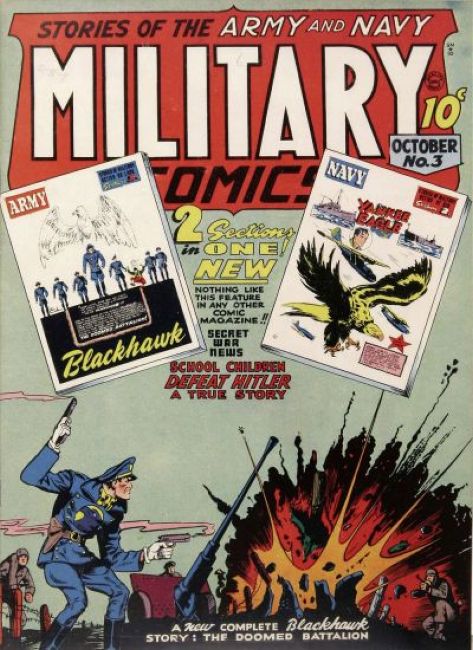 STORIES OF THE ARMY AND NAVY
MILITARY
COMICS
10¢
OCTOBER
No. 3
ARMY
Blackhawk
NAVY
YANKEE
EAGLE
2 Sections
in ONE!
NEW
NOTHING LIKE
THIS FEATURE
IN ANY OTHER
COMIC
MAGAZINE!!
SECRET
WAR
NEWS
SCHOOL CHILDREN
DEFEAT HITLER
A TRUE STORY
A New COMPLETE Blackhawk
STORY: THE DOOMED BATTALION